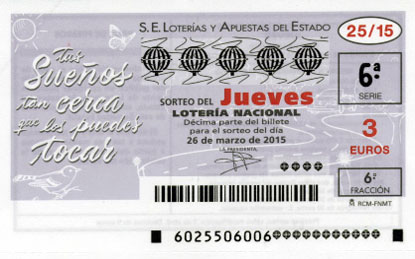 Tus
Sueños
tan cerca
que los puedes
tocar
S.E. LOTERÍAS Y APUESTAS DEL ESTADO
25/15
SORTEO DEL Jueves
LOTERÍA NACIONAL
Décima parte del billete
para el sorteo del día
26 de marzo de 2015
LA PRESIDENTA
6ª
SERIE
3
EUROS
6ª
FRACCIÓN
RCM-FNMT
6025506006